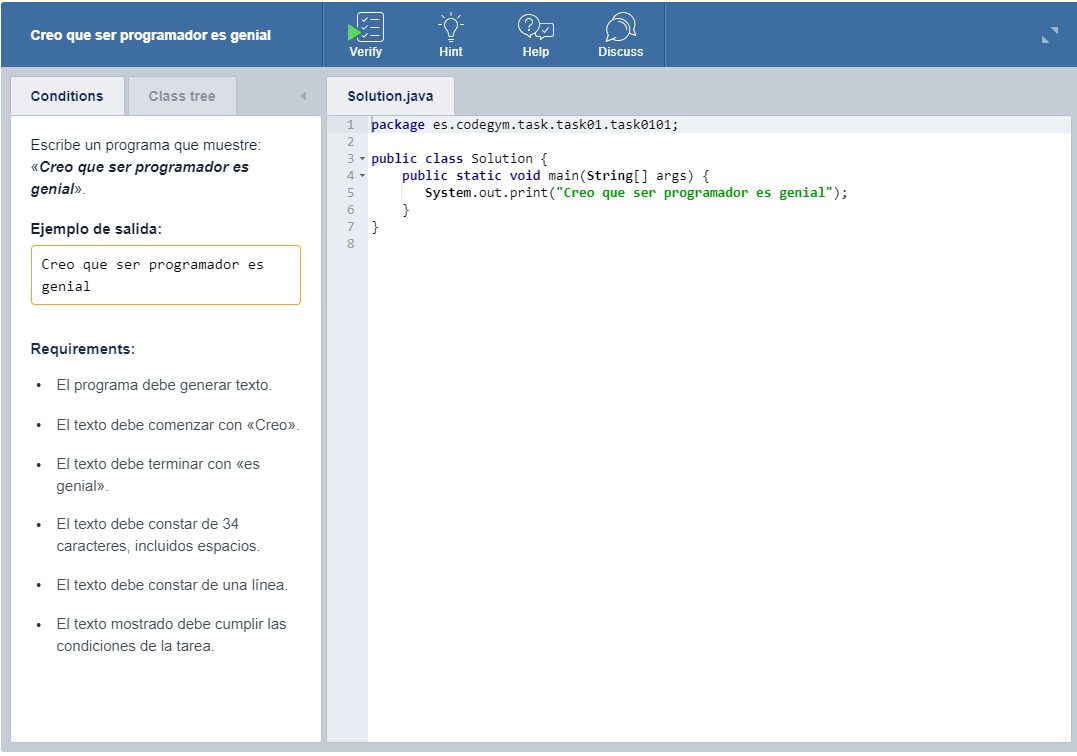 Creo que ser programador es genial
Verify
Hint
Help
Discuss
Conditions
Class tree
Solution.java
Escribe un programa que muestre:
«Creo que ser programador es
genial».
Ejemplo de salida:
Creo que ser programador es
genial
Requirements:
• El programa debe generar texto.
• El texto debe comenzar con «Creo».
• El texto debe terminar con «es
genial».
• El texto debe constar de 34
caracteres, incluidos espacios.
• El texto debe constar de una línea.
• El texto mostrado debe cumplir las
condiciones de la tarea.
1 package es.codegym.task.task01.task0101;
2
3 public class Solution {
4     public static void main(String[] args) {
5        System.out.print("Creo que ser programador es genial");
6     }
7 }
8